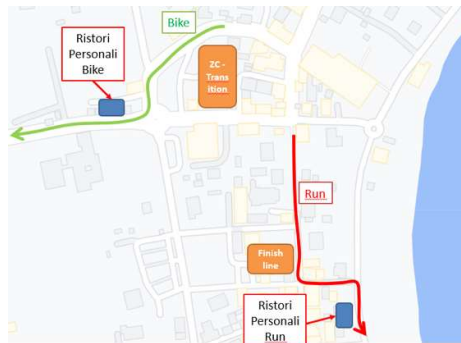 Ristori
Personali
Bike
Bike
ZC -
Trans
ition
Run
Finish
line
Ristori
Personali
Run